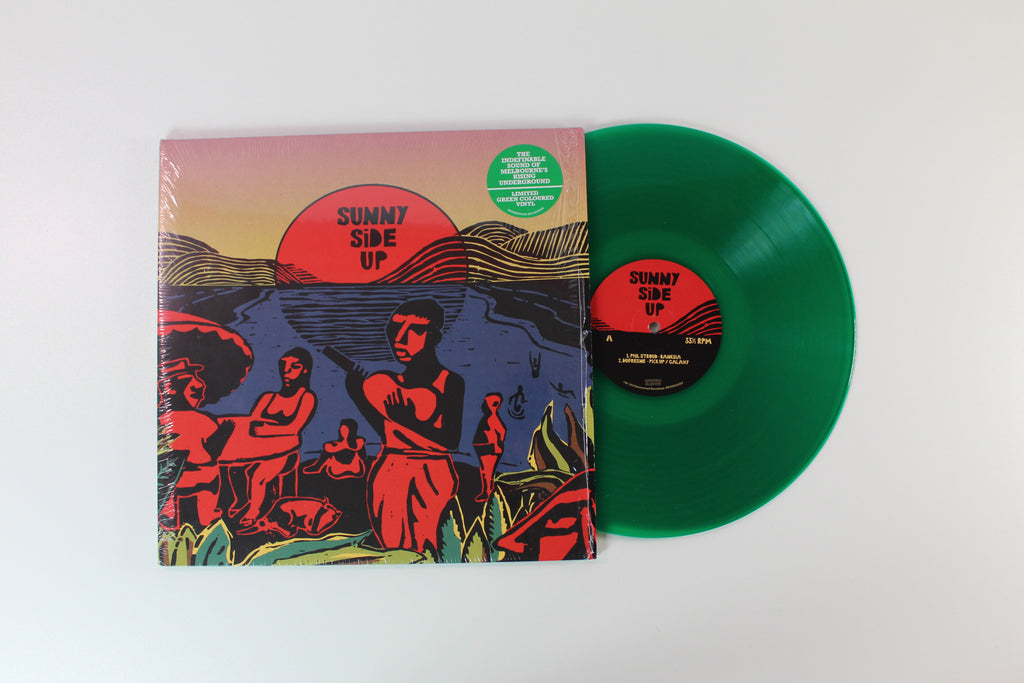 SUNNY
SiDE
UP
THE
INDEFINABLE
SOUND OF
MELBOURNE'S
RISING
UNDERGROUND
LIMITED
GREEN COLOURED
VINYL
SUNNY
SiDE
UP
A
33⅓ RPM
1. PHIL STROUD - BANKSIA
2. DUFRESNE - PICK UP / GALAXY